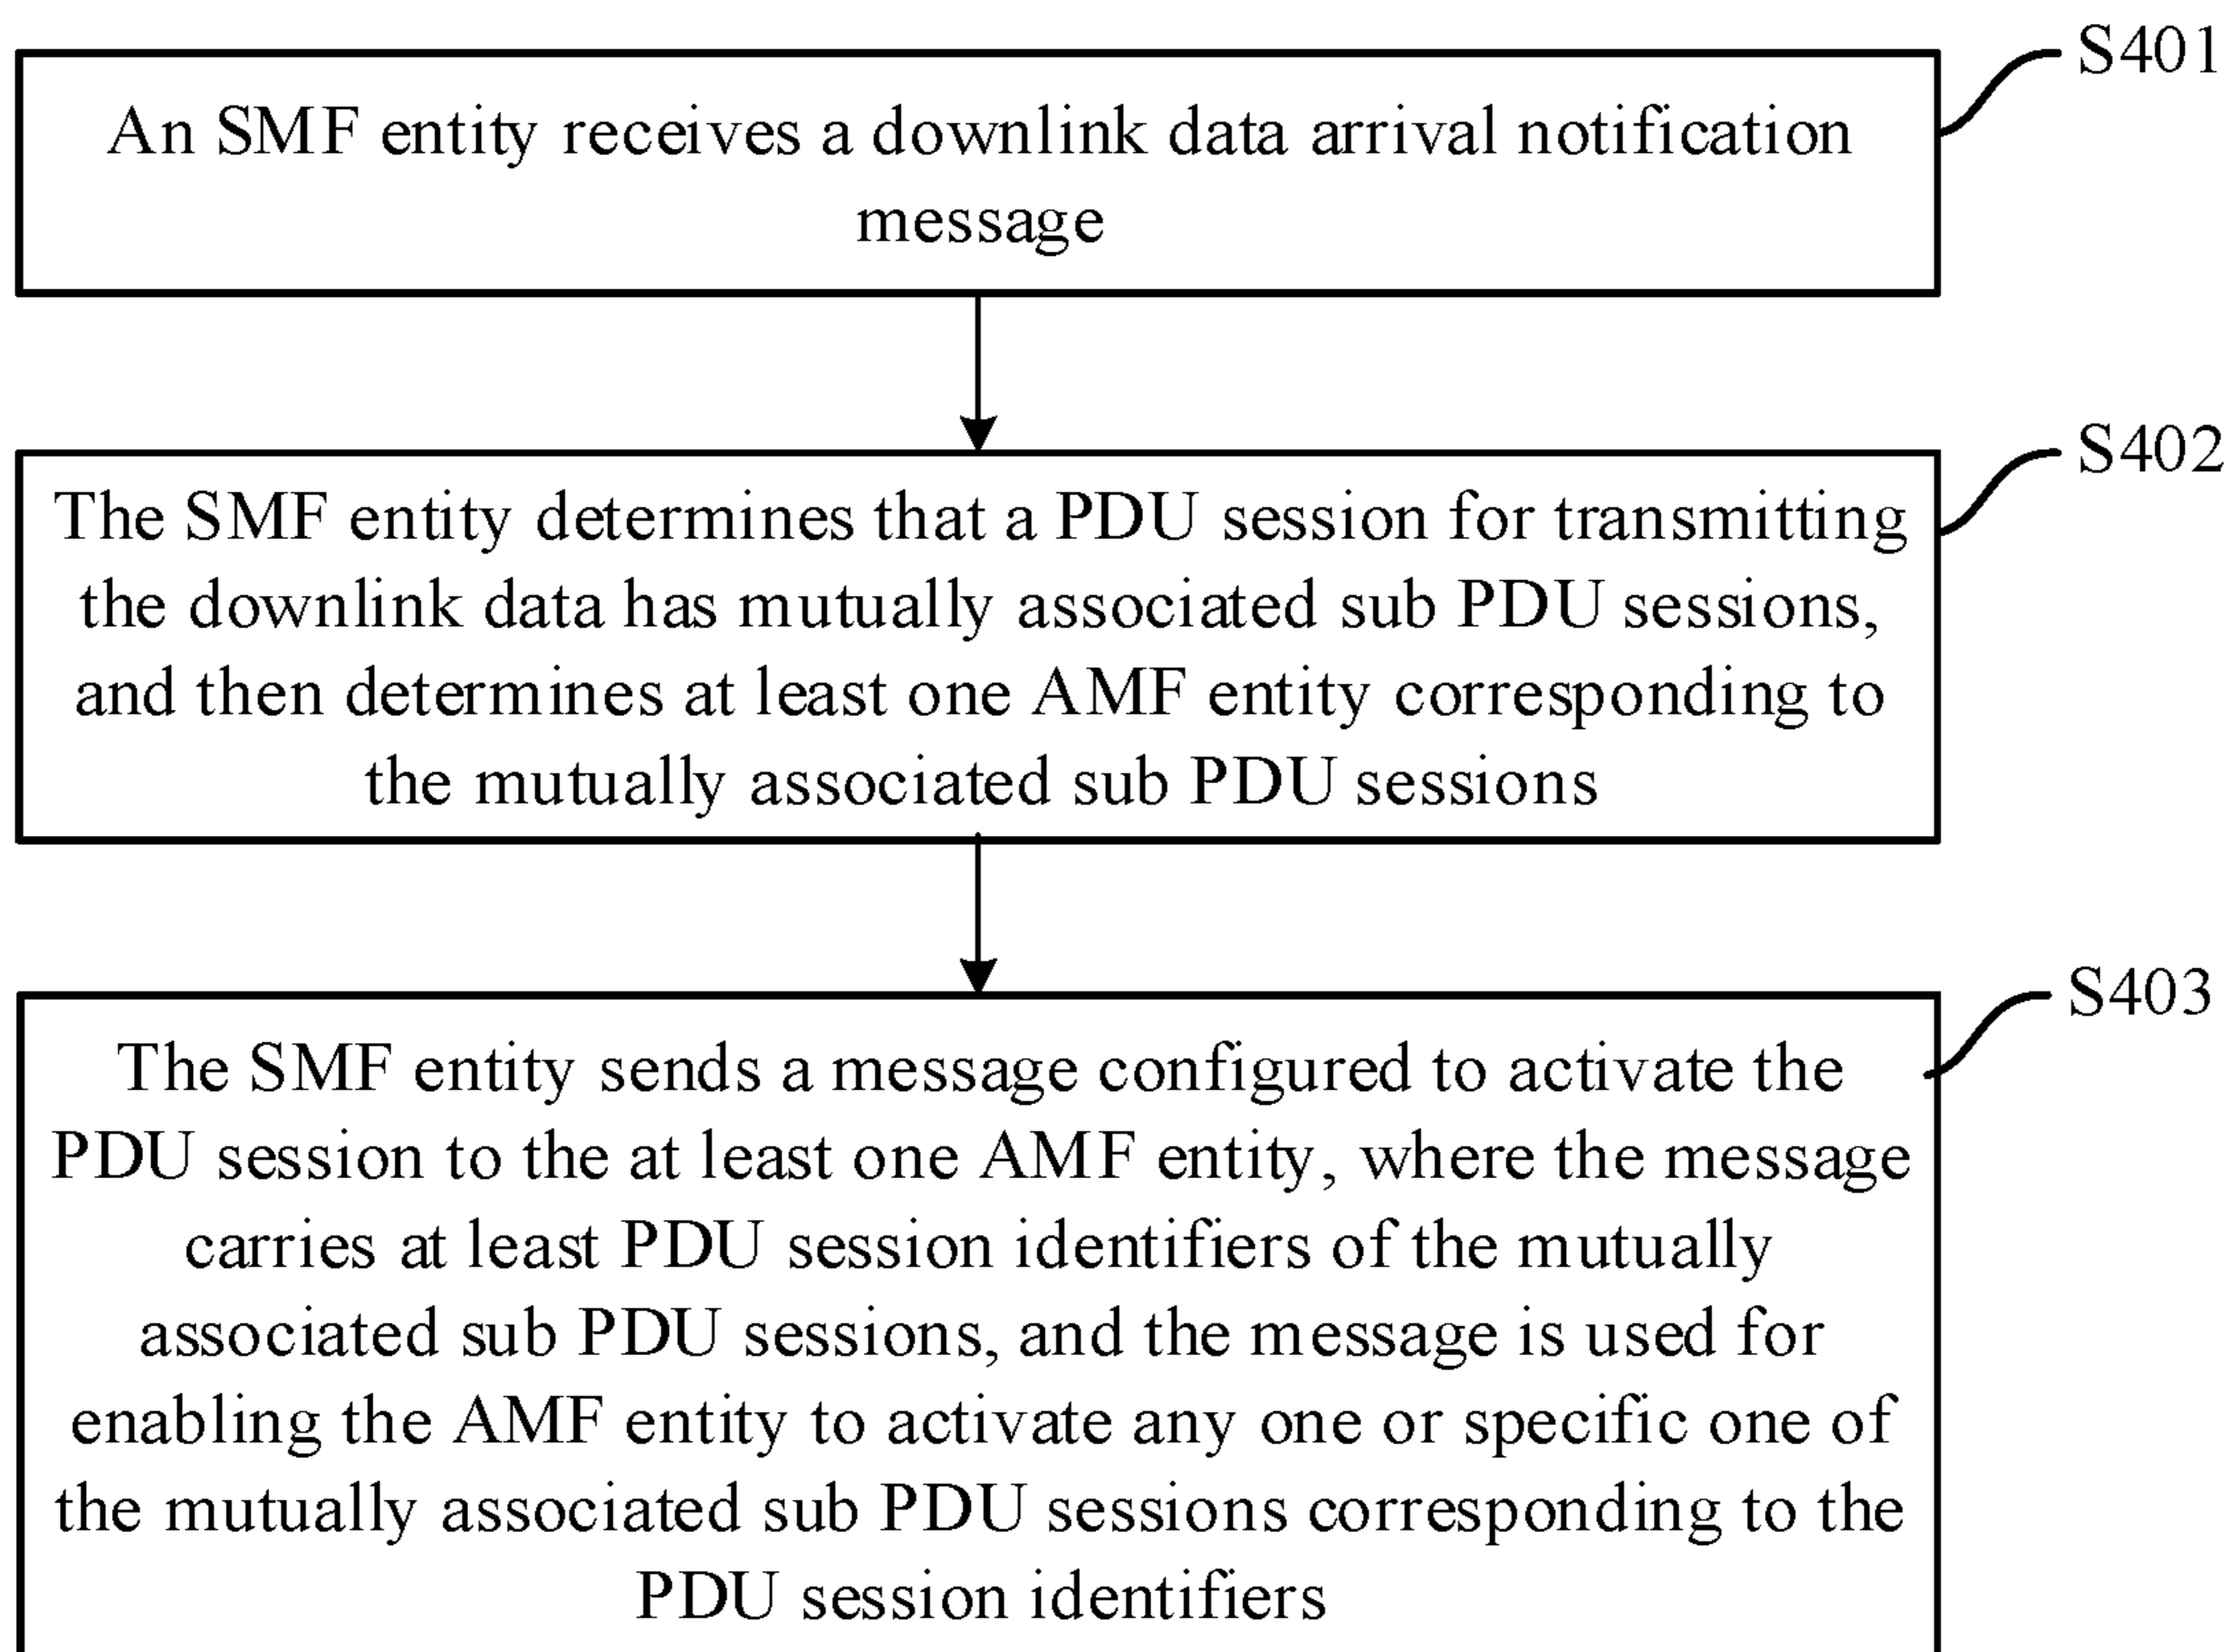 S401
An SMF entity receives a downlink data arrival notification
message
S402
The SMF entity determines that a PDU session for transmitting
the downlink data has mutually associated sub PDU sessions,
and then determines at least one AMF entity corresponding to
the mutually associated sub PDU sessions
S403
The SMF entity sends a message configured to activate the
PDU session to the at least one AMF entity, where the message
carries at least PDU session identifiers of the mutually
associated sub PDU sessions, and the message is used for
enabling the AMF entity to activate any one or specific one of
the mutually associated sub PDU sessions corresponding to the
PDU session identifiers